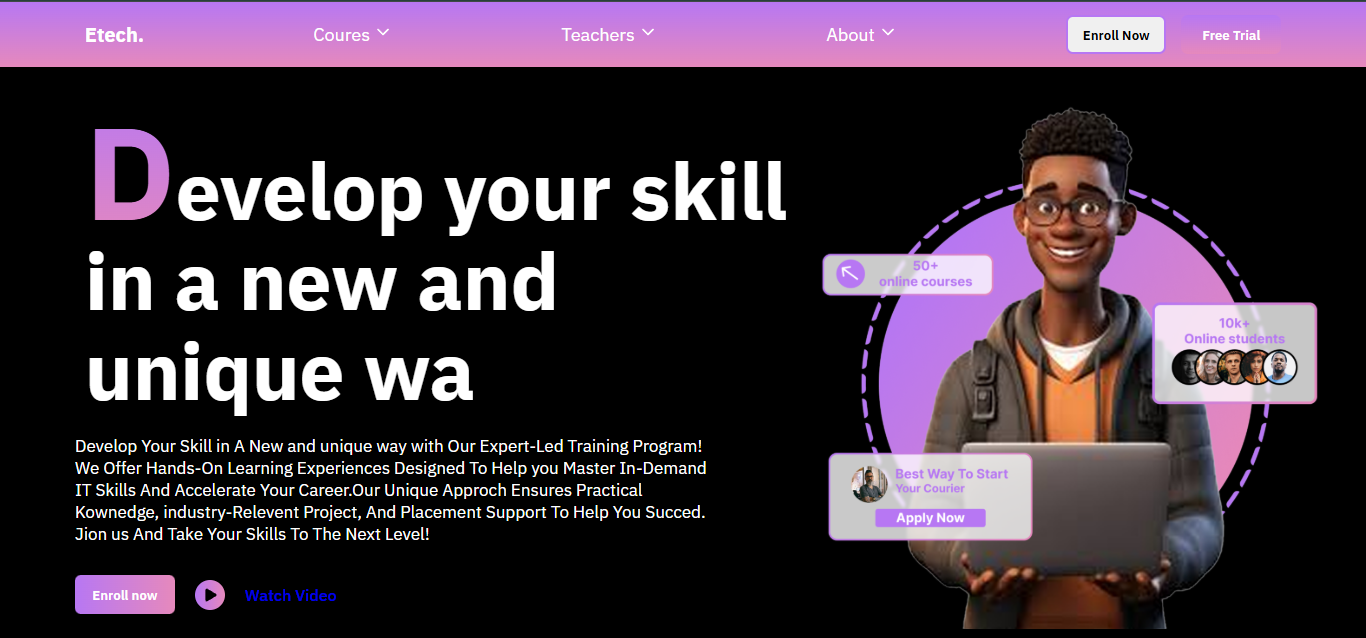 Etech.
Coures
Teachers
About
Enroll Now
Free Trial
Develop your skill
in a new and
unique wa
Develop Your Skill in A New and unique way with Our Expert-Led Training Program!
We Offer Hands-On Learning Experiences Designed To Help you Master In-Demand
IT Skills And Accelerate Your Career.Our Unique Approch Ensures Practical
Kownedge, industry-Relevent Project, And Placement Support To Help You Succed.
Jion us And Take Your Skills To The Next Level!
Enroll now
Watch Video
50+
online courses
10k+
Online students
Best Way To Start
Your Courier
Apply Now